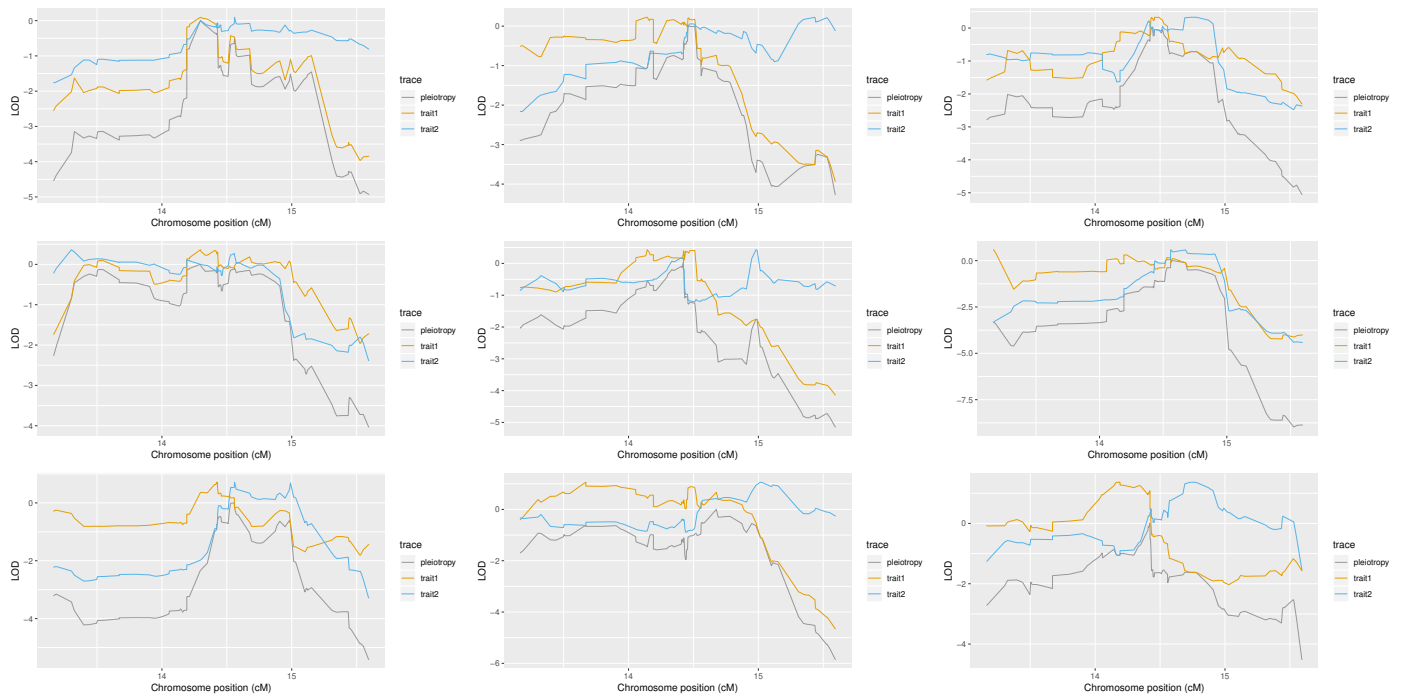 0
−1
−2
−3
−4
−5
LOD
14
15
Chromosome position (cM)
trace
pleiotropy
trait1
trait2
0
−1
−2
−3
−4
LOD
14
15
Chromosome position (cM)
trace
pleiotropy
trait1
trait2
0
−1
−2
−3
−4
−5
LOD
14
15
Chromosome position (cM)
trace
pleiotropy
trait1
trait2
0
−1
−2
−3
−4
LOD
14
15
Chromosome position (cM)
trace
pleiotropy
trait1
trait2
0
−1
−2
−3
−4
−5
LOD
14
15
Chromosome position (cM)
trace
pleiotropy
trait1
trait2
0.0
−2.5
−5.0
−7.5
LOD
14
15
Chromosome position (cM)
trace
pleiotropy
trait1
trait2
0
−2
−4
LOD
14
15
Chromosome position (cM)
trace
pleiotropy
trait1
trait2
0
−2
−4
−6
LOD
14
15
Chromosome position (cM)
trace
pleiotropy
trait1
trait2
0
−2
−4
LOD
14
15
Chromosome position (cM)
trace
pleiotropy
trait1
trait2